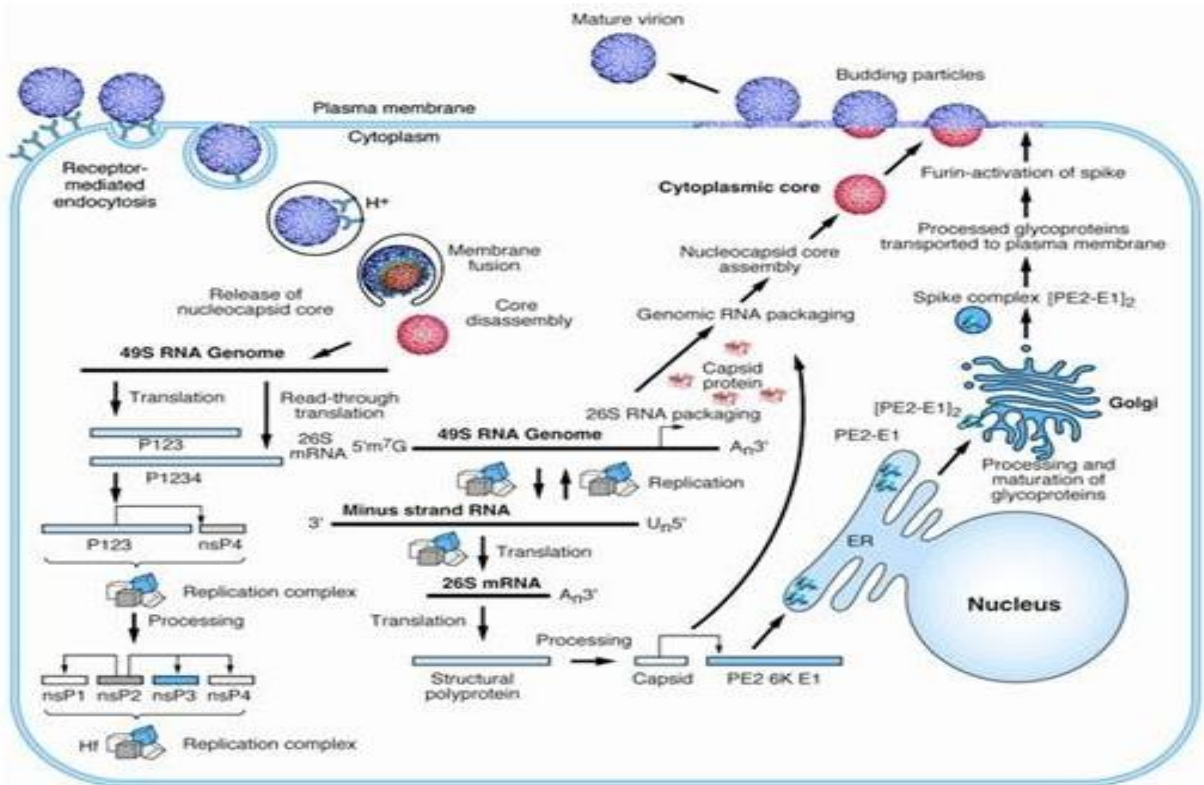 Mature virion
Budding particles
Plasma membrane
Cytoplasm
Receptor-
mediated
endocytosis
H+
Membrane
fusion
Release of
nucleocapsid core
Core
disassembly
49S RNA Genome
Translation
Read-through
translation
P123
P1234
P123
nsP4
Replication complex
Processing
nsP1
nsP2
nsP3
nsP4
Hf
Replication complex
26S
mRNA
5'm7G
49S RNA Genome
An3'
26S RNA packaging
Replication
3'
Minus strand RNA
Un5'
Translation
26S mRNA
An3'
Translation
Structural
polyprotein
Processing
Capsid
PE2 6K E1
Capsid
protein
Genomic RNA packaging
Nucleocapsid core
assembly
Cytoplasmic core
Furin-activation of spike
Processed glycoproteins
transported to plasma membrane
Spike complex [PE2-E1]2
Golgi
[PE2-E1]2
PE2-E1
Processing and
maturation of
glycoproteins
ER
Nucleus